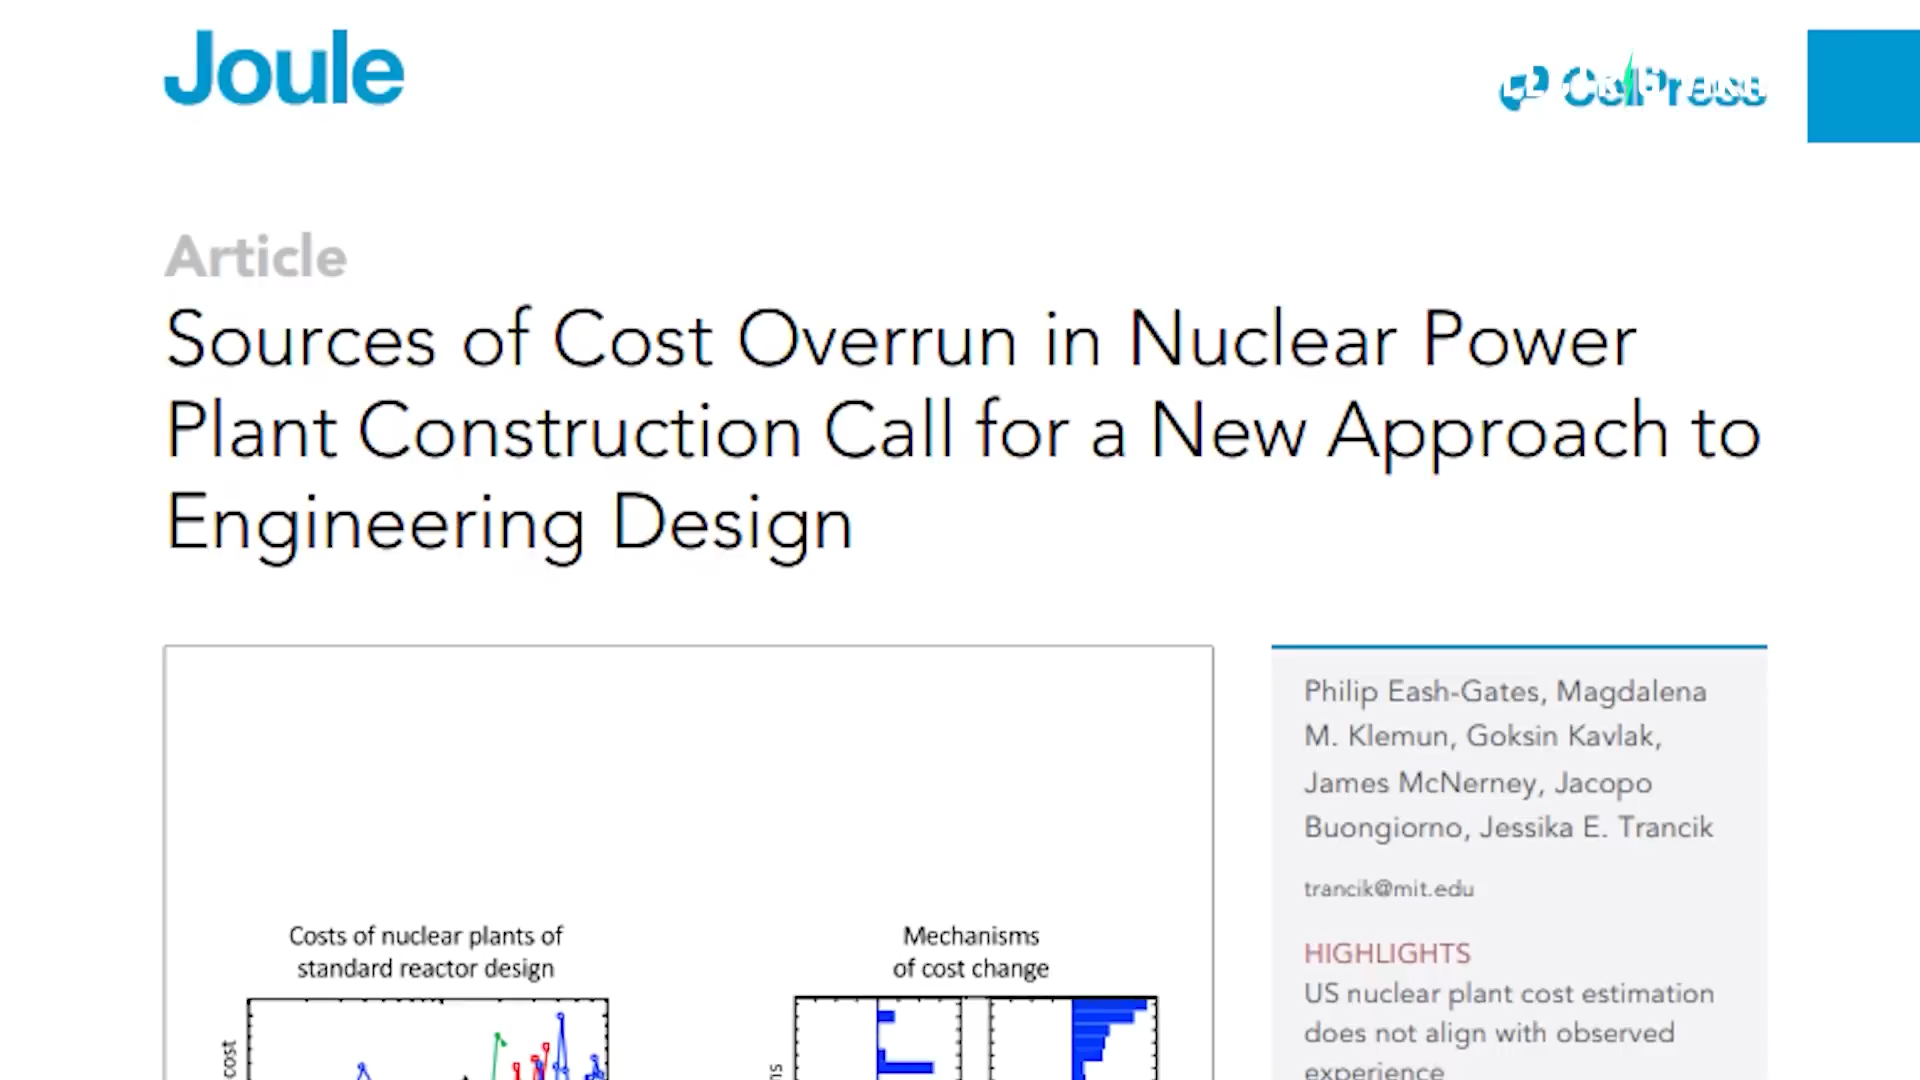 Joule
CellPress
Article
Sources of Cost Overrun in Nuclear Power
Plant Construction Call for a New Approach to
Engineering Design
Philip Eash-Gates, Magdalena
M. Klemun, Goksin Kavlak,
James McNerney, Jacopo
Buongiorno, Jessika E. Trancik
trancik@mit.edu
HIGHLIGHTS
US nuclear plant cost estimation
does not align with observed
experience
Costs of nuclear plants of
standard reactor design
cost
Mechanisms
of cost change